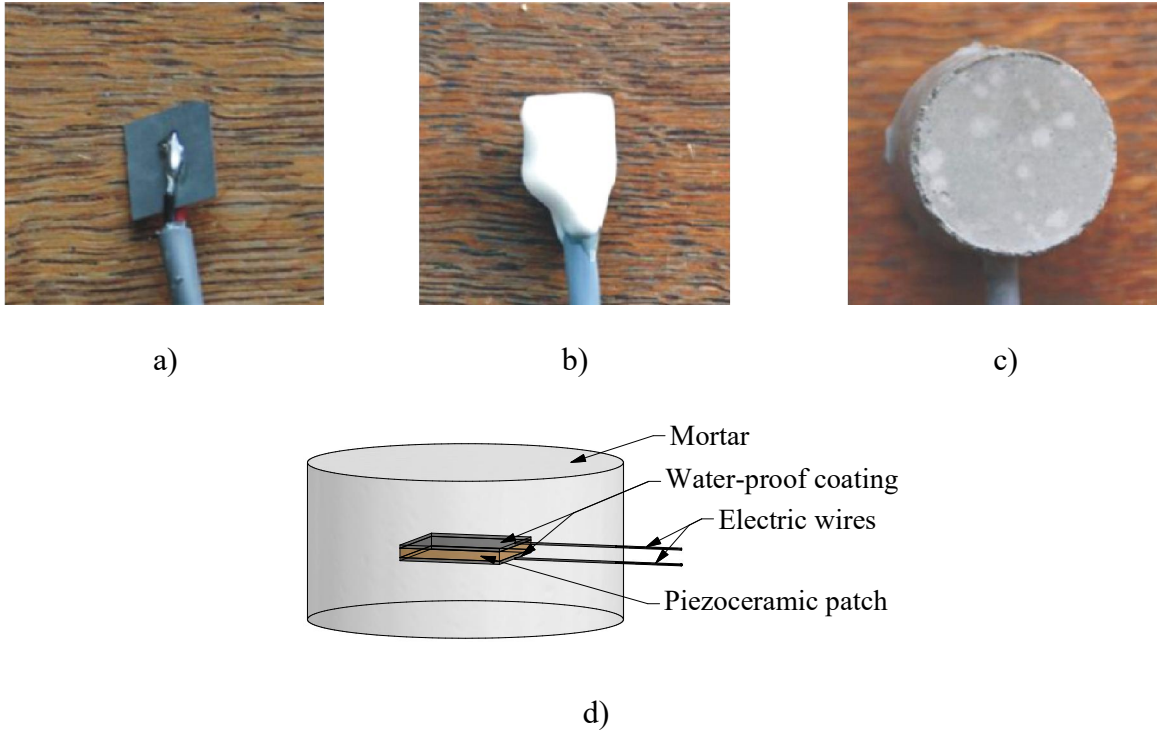 a)
b)
c)
Mortar
Water-proof coating
Electric wires
Piezoceramic patch
d)